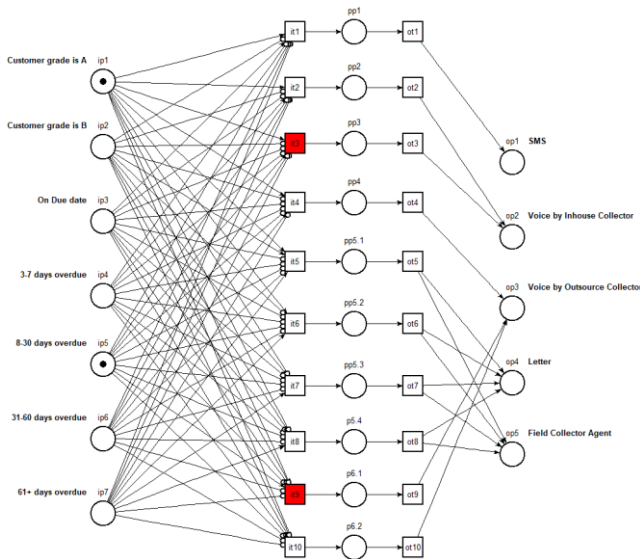 pp1
it1
ot1
Customer grade is A
ip1
pp2
it2
ot2
Customer grade is B
ip2
pp3
it3
ot3
op1
SMS
On Due date
ip3
pp4
it4
ot4
op2
Voice by Inhouse Collector
3-7 days overdue
ip4
pp5.1
it5
ot5
op3
Voice by Outsource Collector
8-30 days overdue
ip5
pp5.2
it6
ot6
op4
Letter
pp5.3
it7
ot7
31-60 days overdue
ip6
p5.4
it8
ot8
op5
Field Collector Agent
61+ days overdue
ip7
p6.1
it9
ot9
p6.2
it10
ot10